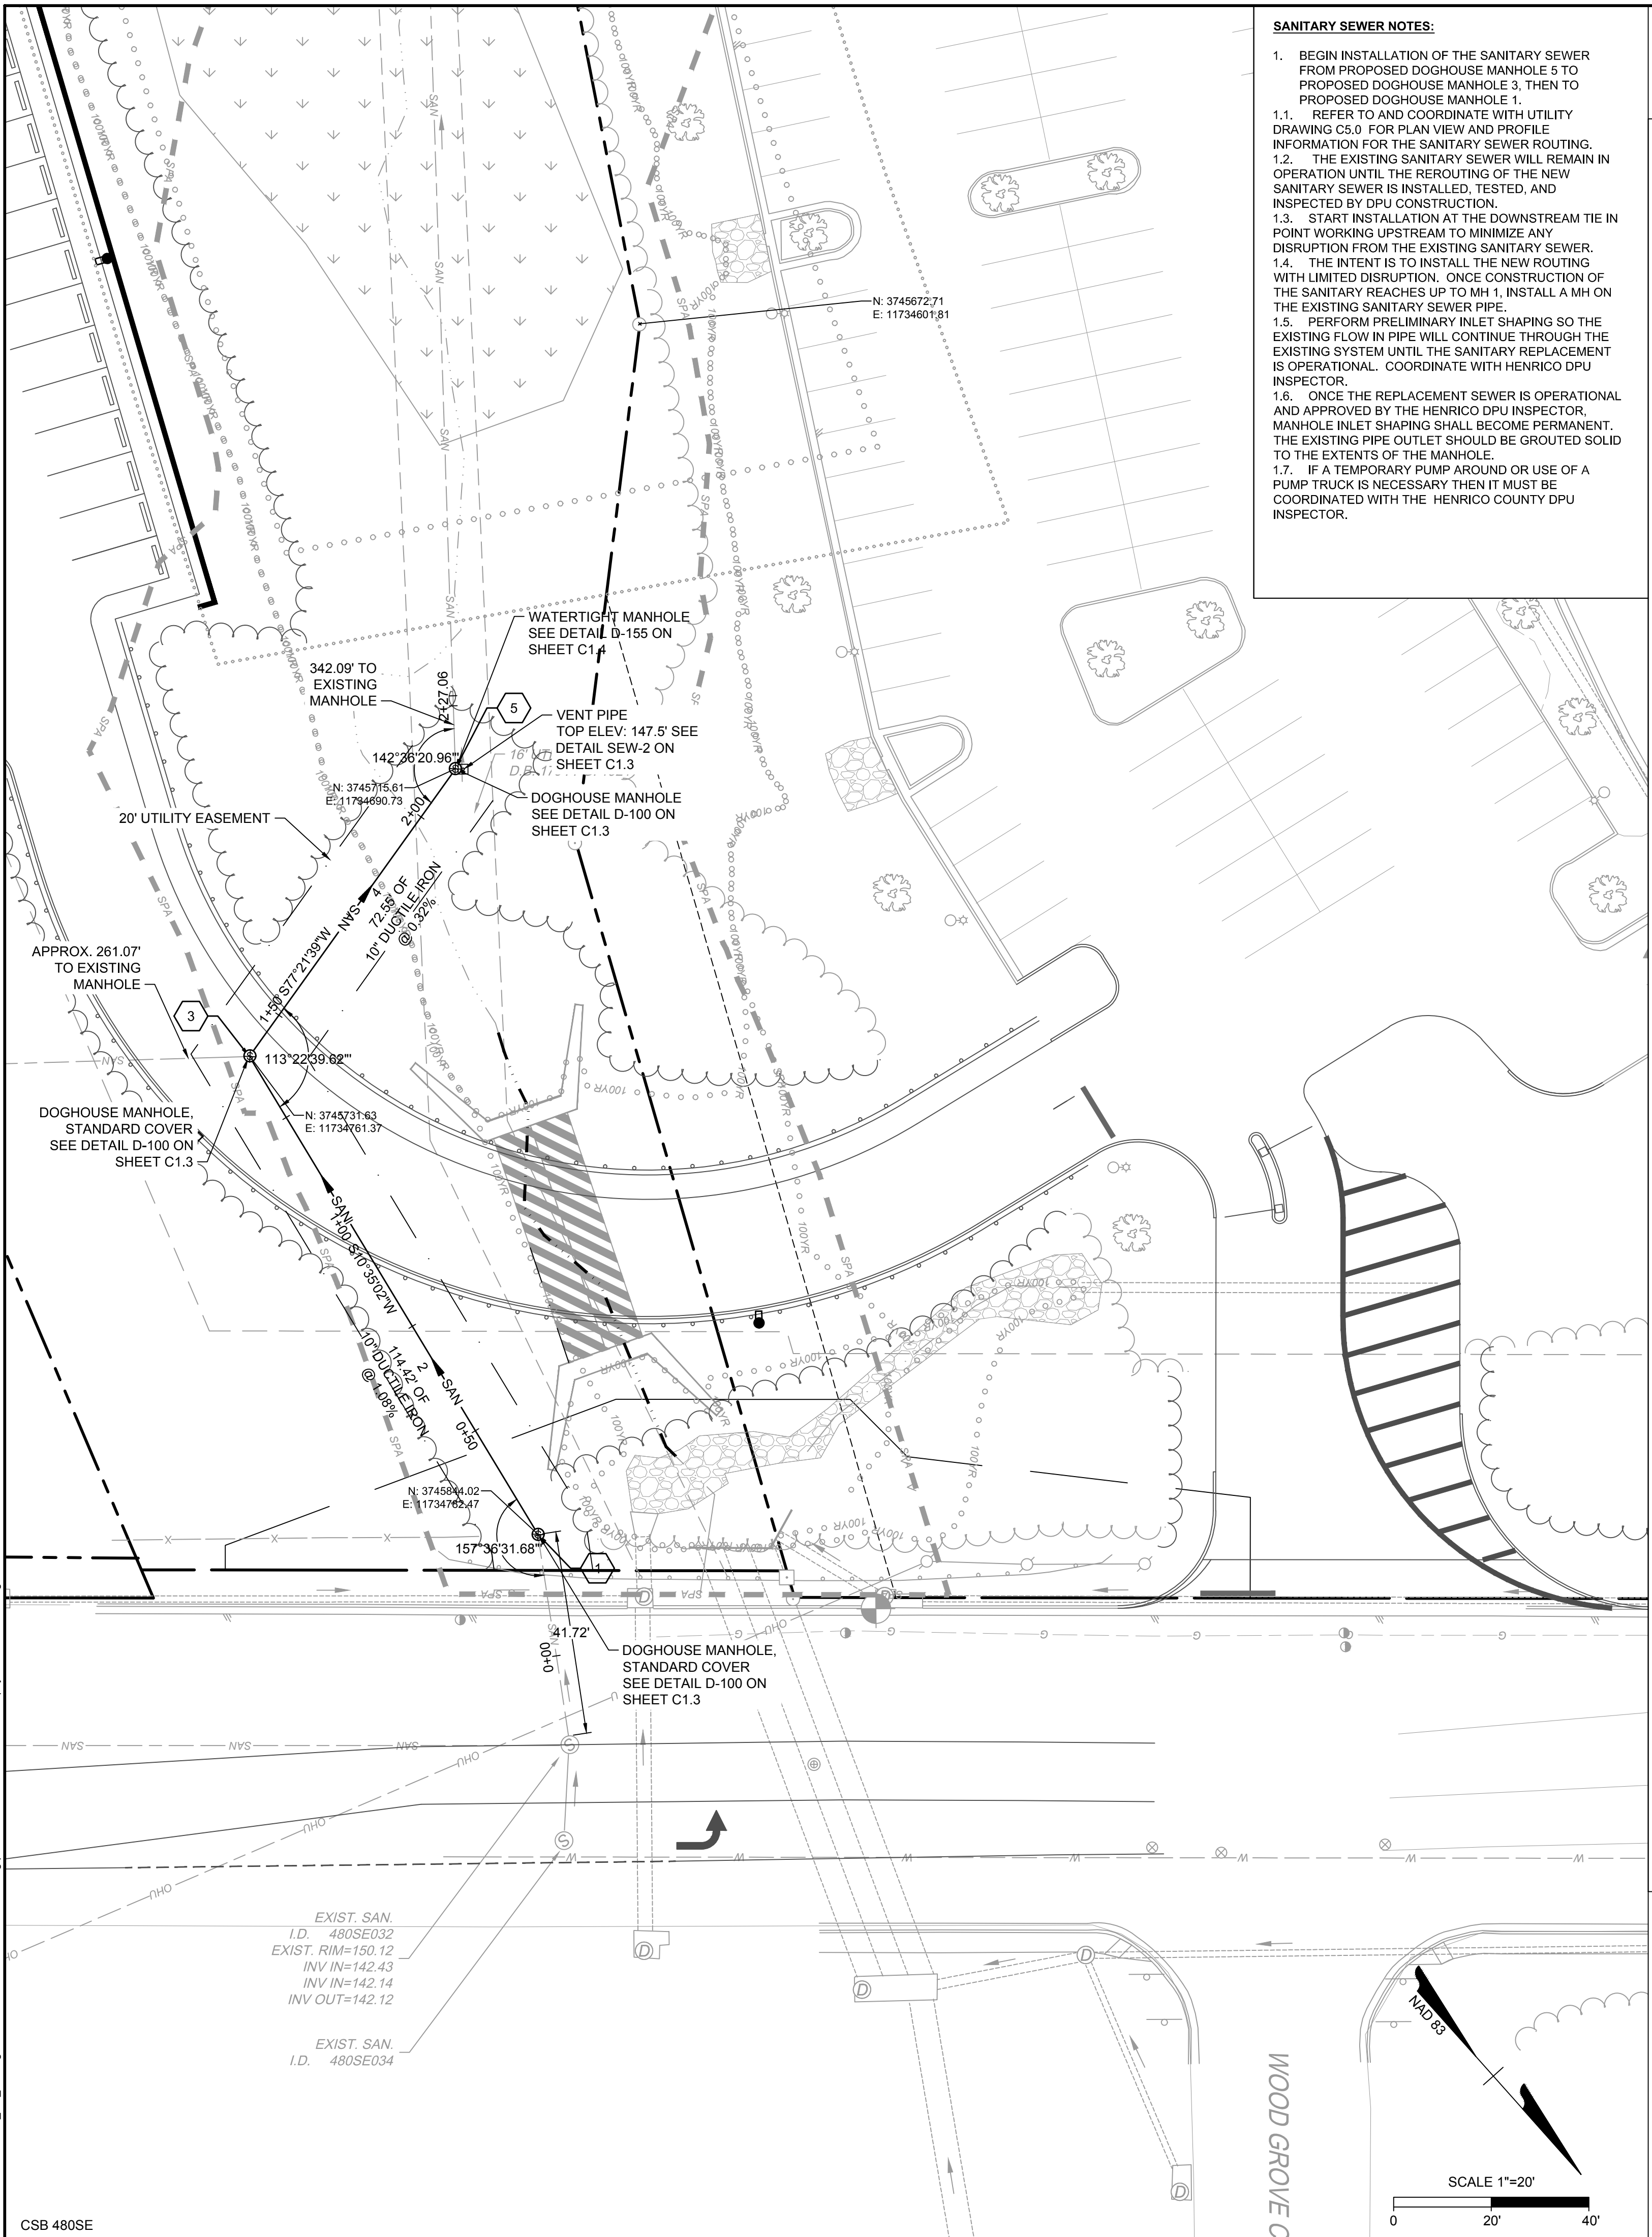 SANITARY SEWER NOTES:
1. BEGIN INSTALLATION OF THE SANITARY SEWER
FROM PROPOSED DOGHOUSE MANHOLE 5 TO
PROPOSED DOGHOUSE MANHOLE 3, THEN TO
PROPOSED DOGHOUSE MANHOLE 1.
1.1. REFER TO AND COORDINATE WITH UTILITY
DRAWING C5.0 FOR PLAN VIEW AND PROFILE
INFORMATION FOR THE SANITARY SEWER ROUTING.
1.2. THE EXISTING SANITARY SEWER WILL REMAIN IN
OPERATION UNTIL THE REROUTING OF THE NEW
SANITARY SEWER IS INSTALLED, TESTED, AND
INSPECTED BY DPU CONSTRUCTION.
1.3. START INSTALLATION AT THE DOWNSTREAM TIE IN
POINT WORKING UPSTREAM TO MINIMIZE ANY
DISRUPTION FROM THE EXISTING SANITARY SEWER.
1.4. THE INTENT IS TO INSTALL THE NEW ROUTING
WITH LIMITED DISRUPTION. ONCE CONSTRUCTION OF
THE SANITARY REACHES UP TO MH 1, INSTALL A MH ON
THE EXISTING SANITARY SEWER PIPE.
1.5. PERFORM PRELIMINARY INLET SHAPING SO THE
EXISTING FLOW IN PIPE WILL CONTINUE THROUGH THE
EXISTING SYSTEM UNTIL THE SANITARY REPLACEMENT
IS OPERATIONAL. COORDINATE WITH HENRICO DPU
INSPECTOR.
1.6. ONCE THE REPLACEMENT SEWER IS OPERATIONAL
AND APPROVED BY THE HENRICO DPU INSPECTOR,
MANHOLE INLET SHAPING SHALL BECOME PERMANENT.
THE EXISTING PIPE OUTLET SHOULD BE GROUTED SOLID
TO THE EXTENTS OF THE MANHOLE.
1.7. IF A TEMPORARY PUMP AROUND OR USE OF A
PUMP TRUCK IS NECESSARY THEN IT MUST BE
COORDINATED WITH THE HENRICO COUNTY DPU
INSPECTOR.
N: 3745672.71
E: 11734601.81
WATERTIGHT MANHOLE
SEE DETAIL D-155 ON
SHEET C1.4
342.09' TO
EXISTING
MANHOLE
2+27.06
5
VENT PIPE
TOP ELEV: 147.5' SEE
DETAIL SEW-2 ON
SHEET C1.3
142°36'20.96"
16'
N: 3745715.61
E: 11734690.73
DOGHOUSE MANHOLE
SEE DETAIL D-100 ON
SHEET C1.3
20' UTILITY EASEMENT
2+00
SAN 4
72.55' OF
10" DUCTILE IRON
@ 0.32%
1+50 S77°21'39"W
APPROX. 261.07'
TO EXISTING
MANHOLE
3
113°22'39.62"
N: 3745731.63
E: 11734761.37
DOGHOUSE MANHOLE,
STANDARD COVER
SEE DETAIL D-100 ON
SHEET C1.3
SAN
1+00 S10°35'02"W
2
114.42' OF
10" DUCTILE IRON
@ 1.08%
SAN
0+50
N: 3745844.02
E: 11734782.47
157°36'31.68"
1
41.72'
0+00
DOGHOUSE MANHOLE,
STANDARD COVER
SEE DETAIL D-100 ON
SHEET C1.3
SAN SAN SAN
OHU
OHU
OHU
EXIST. SAN.
I.D. 480SE032
EXIST. RIM=150.12
INV IN=142.43
INV IN=142.14
INV OUT=142.12
EXIST. SAN.
I.D. 480SE034
WOOD GROVE
NAD 83
SCALE 1"=20'
0 20' 40'
CSB 480SE